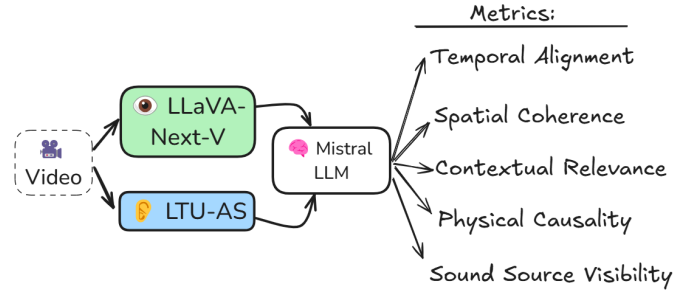 Metrics:
Temporal Alignment
LLaVA-
Next-V
Spatial Coherence
Mistral
LLM
Video
Contextual Relevance
LTU-AS
Physical Causality
Sound Source Visibility